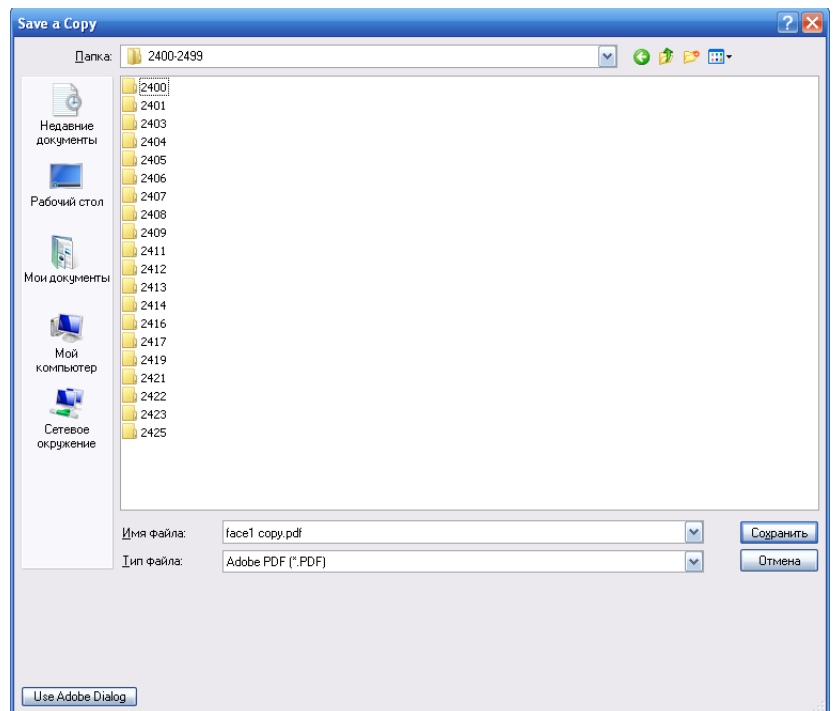 Save a Copy
Папка:
2400-2499
2400
2401
2403
2404
2405
2406
2407
2408
2409
2411
2412
2413
2414
2416
2417
2419
2421
2422
2423
2425
Недавние
документы
Рабочий стол
Мои документы
Мой
компьютер
Сетевое
окружение
Имя файла:
face1 copy.pdf
Сохранить
Тип файла:
Adobe PDF (*.PDF)
Отмена
Use Adobe Dialog